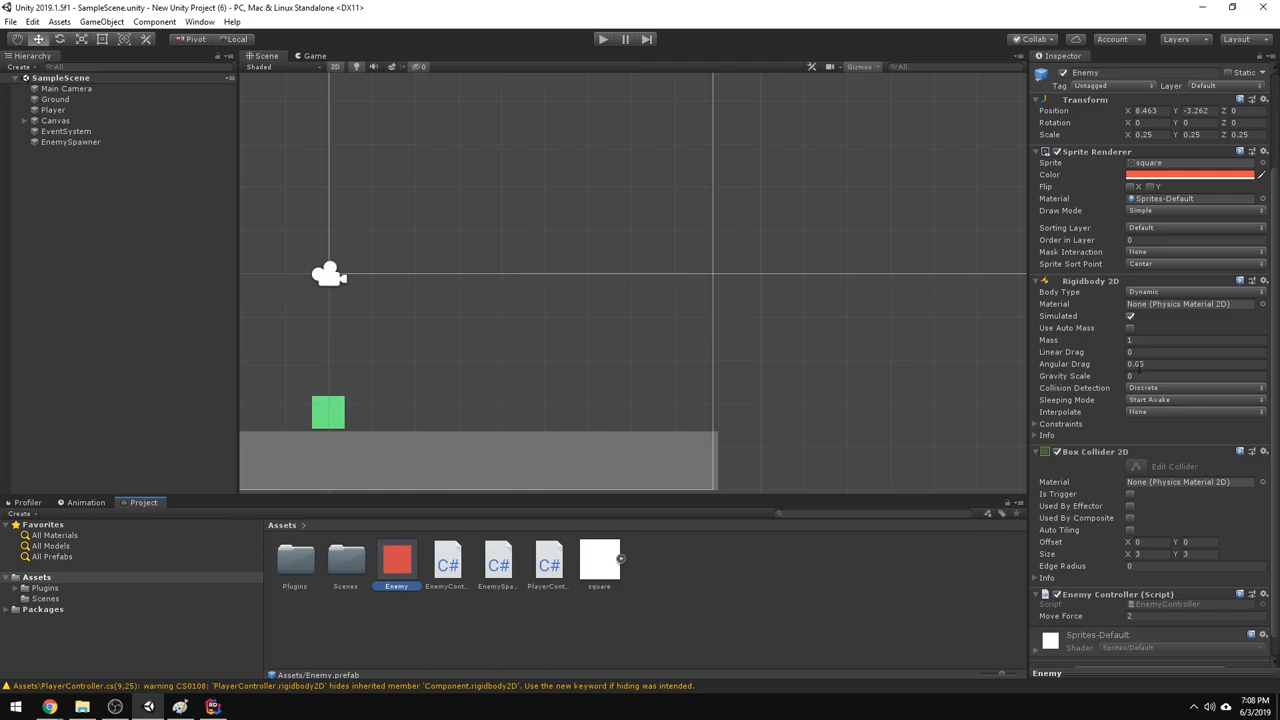 Unity 2019.1.5f1 - SampleScene.unity - New Unity Project (6) - PC, Mac & Linux Standalone <DX11>
File Edit Assets GameObject Component Window Help
Pivot Local Collab Account Layers Layout
Hierarchy
Create All
SampleScene
Main Camera
Ground
Player
Canvas
EventSystem
EnemySpawner
Scene Game
Shaded 2D 0 Gizmos All
Inspector
Enemy Static
Tag Untagged Layer Default
Transform
Position X 8.463 Y -3.262 Z 0
Rotation X 0 Y 0 Z 0
Scale X 0.25 Y 0.25 Z 0.25
Sprite Renderer
Sprite square
Color
Flip X Y
Material Sprites-Default
Draw Mode Simple
Sorting Layer Default
Order in Layer 0
Mask Interaction None
Sprite Sort Point Center
Rigidbody 2D
Body Type Dynamic
Material None (Physics Material 2D)
Simulated
Use Auto Mass
Mass 1
Linear Drag 0
Angular Drag 0.05
Gravity Scale 0
Collision Detection Discrete
Sleeping Mode Start Awake
Interpolate None
Constraints
Info
Box Collider 2D
Edit Collider
Material None (Physics Material 2D)
Is Trigger
Used By Effector
Used By Composite
Auto Tiling
Offset X 0 Y 0
Size X 3 Y 3
Edge Radius 0
Info
Enemy Controller (Script)
Script EnemyController
Move Force 2
Sprites-Default
Shader Sprites/Default
Enemy
Profiler Animation Project
Create
Favorites
All Materials
All Models
All Prefabs
Assets
Plugins
Scenes
Packages
Assets
Plugins Scenes Enemy EnemyCont... EnemySpa... PlayerCont... square
C# C# C#
Assets/Enemy.prefab
Assets\PlayerController.cs(9,25): warning CS0108: 'PlayerController.rigidbody2D' hides inherited member 'Component.rigidbody2D'. Use the new keyword if hiding was intended.
RD
7:08 PM
6/3/2019